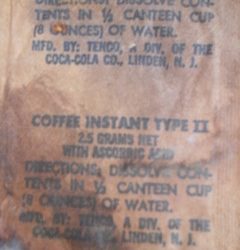 DIRECTIONS; DISSOLVE CON-
TENTS IN ½ CANTEEN CUP
(8 OUNCES) OF WATER.
MFD. BY: TENCO, A DIV. OF THE
COCA-COLA CO., LINDEN, N. J.
COFFEE INSTANT TYPE II
2.5 GRAMS NET
WITH ASCORBIC ACID
DIRECTIONS; DISSOLVE CON-
TENTS IN ½ CANTEEN CUP
(8 OUNCES) OF WATER.
MFD. BY: TENCO, A DIV. OF THE
COCA-COLA CO., LINDEN, N. J.